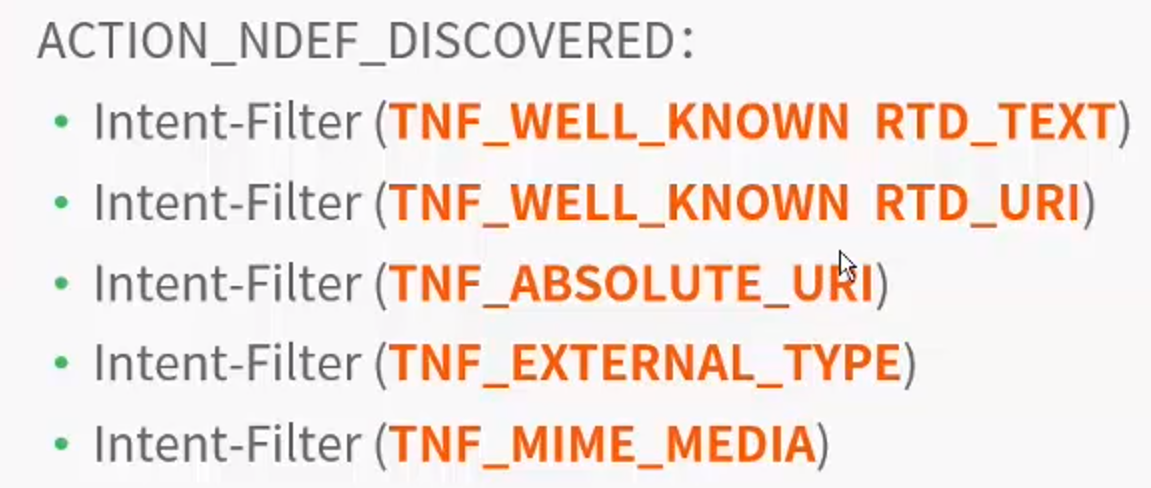 ACTION_NDEF_DISCOVERED:
• Intent-Filter (TNF_WELL_KNOWN RTD_TEXT)
• Intent-Filter (TNF_WELL_KNOWN RTD_URI)
• Intent-Filter (TNF_ABSOLUTE_URI)
• Intent-Filter (TNF_EXTERNAL_TYPE)
• Intent-Filter (TNF_MIME_MEDIA)